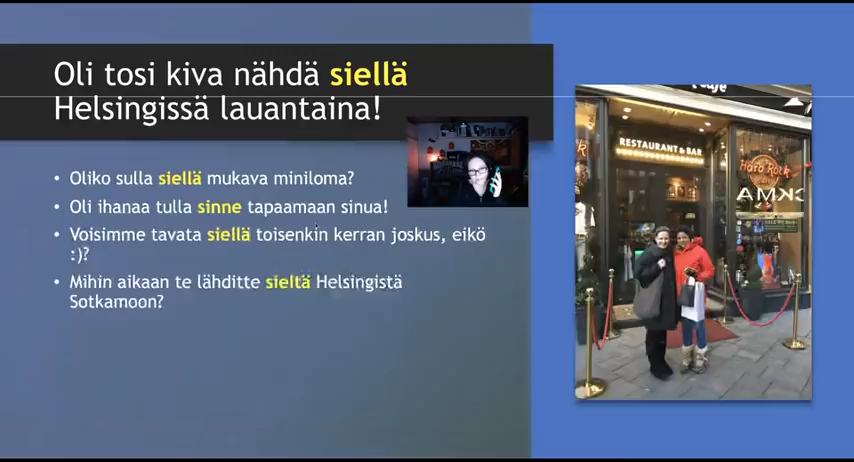 Oli tosi kiva nähdä siellä
Helsingissä lauantaina!
• Oliko sulla siellä mukava miniloma?
• Oli ihanaa tulla sinne tapaamaan sinua!
• Voisimme tavata siellä toisenkin kerran joskus, eikö
:)?
• Mihin aikaan te lähditte sieltä Helsingistä
Sotkamoon?
Cafe
RESTAURANT & BAR
Hard Rock